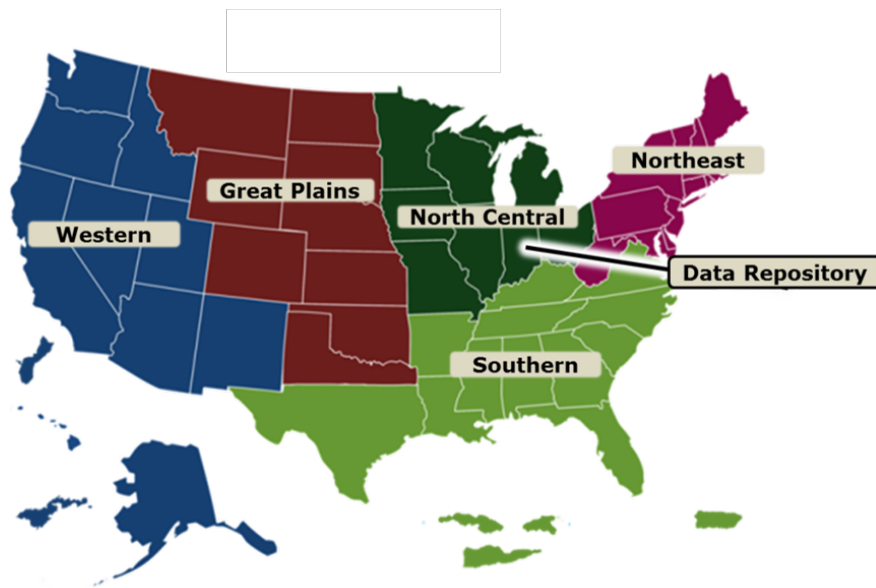 Northeast
Great Plains
North Central
Western
Data Repository
Southern